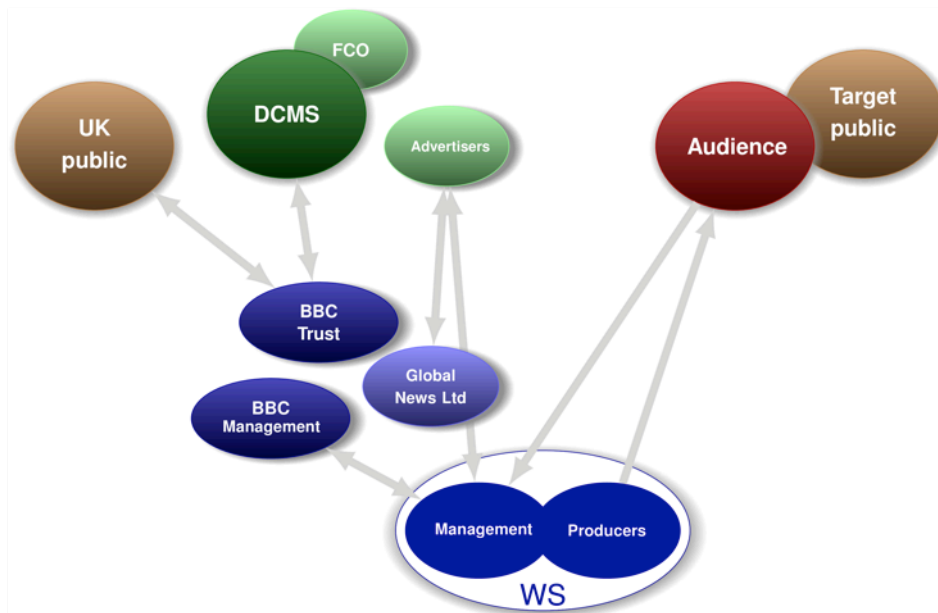 FCO
DCMS
UK
public
Advertisers
Audience
Target
public
BBC
Trust
Global
News Ltd
BBC
Management
Management
Producers
WS